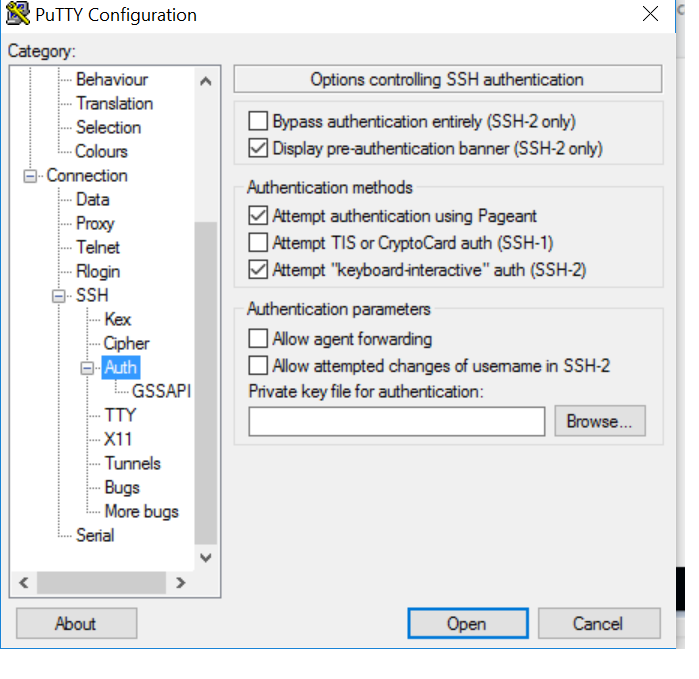 PuTTY Configuration
Category:
Behaviour
Translation
Selection
Colours
Connection
Data
Proxy
Telnet
Rlogin
SSH
Kex
Cipher
Auth
GSSAPI
TTY
X11
Tunnels
Bugs
More bugs
Serial
Options controlling SSH authentication
Bypass authentication entirely (SSH-2 only)
Display pre-authentication banner (SSH-2 only)
Authentication methods
Attempt authentication using Pageant
Attempt TIS or CryptoCard auth (SSH-1)
Attempt "keyboard-interactive" auth (SSH-2)
Authentication parameters
Allow agent forwarding
Allow attempted changes of username in SSH-2
Private key file for authentication:
Browse...
About
Open
Cancel